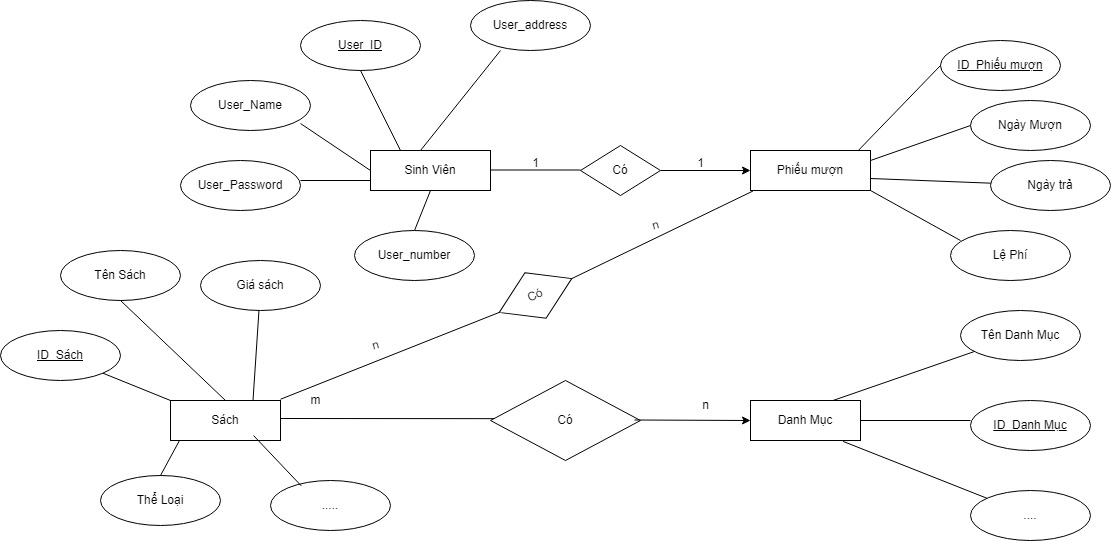 User_address
User_ID
ID_Phiếu mượn
User_Name
Ngày Mượn
Sinh Viên
1
Có
1
Phiếu mượn
User_Password
Ngày trả
n
User_number
Lệ Phí
Tên Sách
Giá sách
Có
Tên Danh Mục
n
ID_Sách
m
n
Sách
Có
Danh Mục
ID_Danh Mục
Thể Loại
.....
....